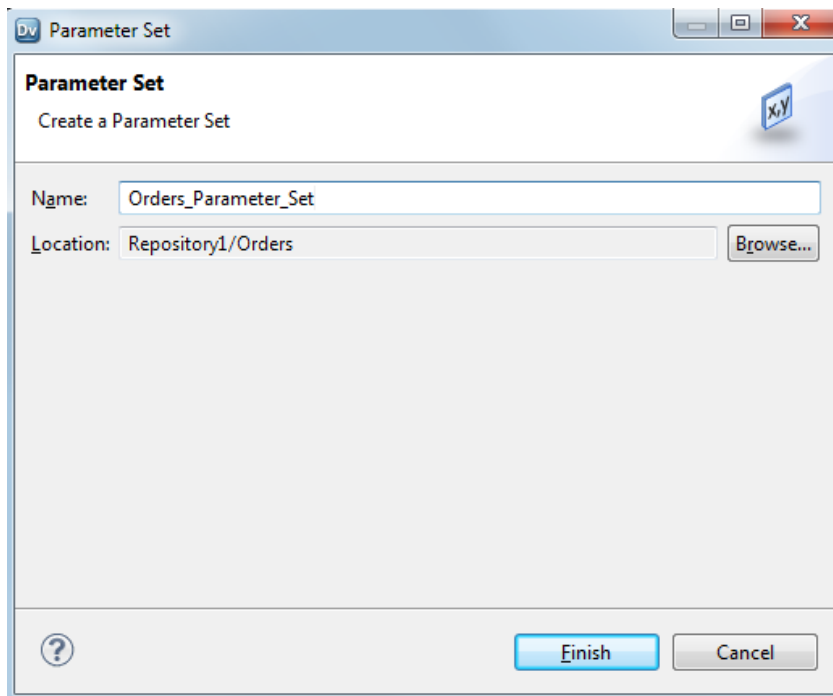 Dv Parameter Set
Parameter Set
Create a Parameter Set
x,y
Name: Orders_Parameter_Set
Location: Repository1/Orders Browse...
? Finish Cancel